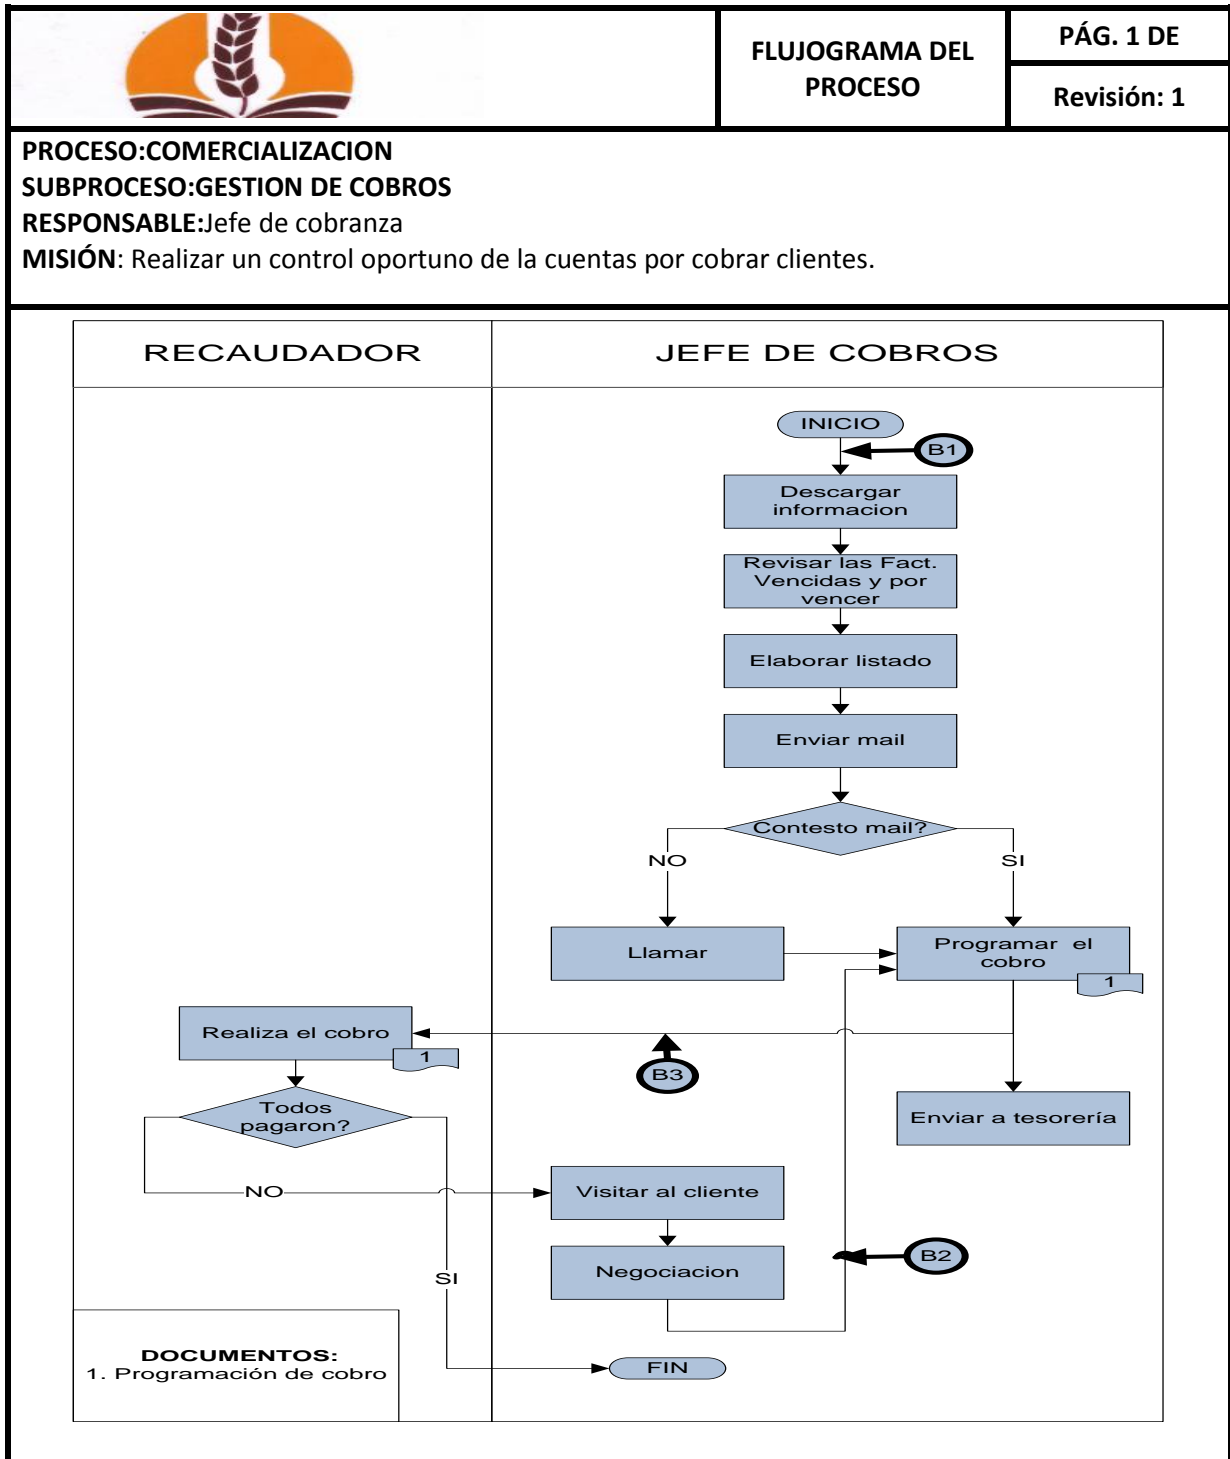 FLUJOGRAMA DEL
PROCESO
PÁG. 1 DE
Revisión: 1
PROCESO:COMERCIALIZACION
SUBPROCESO:GESTION DE COBROS
RESPONSABLE:Jefe de cobranza
MISIÓN: Realizar un control oportuno de la cuentas por cobrar clientes.
RECAUDADOR
JEFE DE COBROS
INICIO
B1
Descargar
informacion
Revisar las Fact.
Vencidas y por
vencer
Elaborar listado
Enviar mail
Contesto mail?
NO
SI
Llamar
Programar el
cobro
1
Realiza el cobro
1
B3
Todos
pagaron?
Enviar a tesorería
NO
Visitar al cliente
B2
Negociacion
SI
DOCUMENTOS:
1. Programación de cobro
FIN